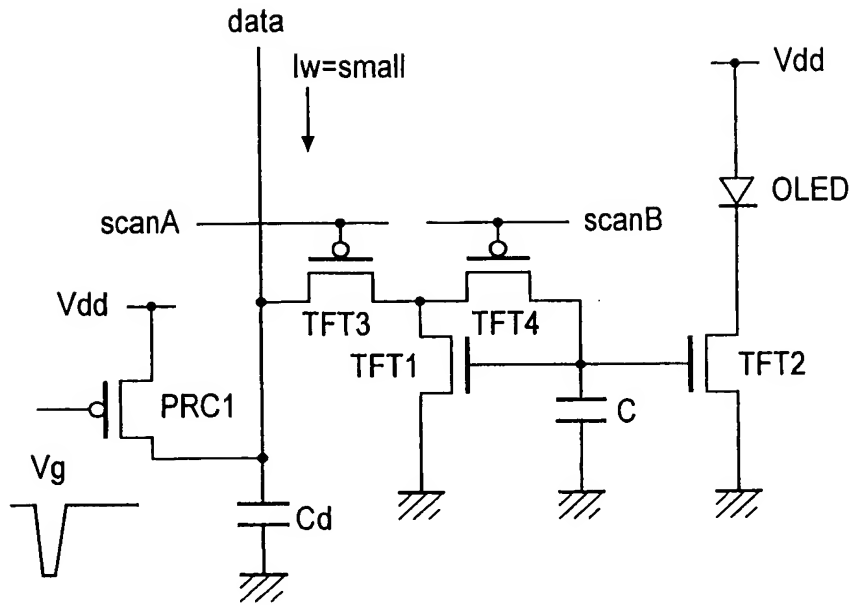 data
Iw=small
Vdd
OLED
scanA
scanB
Vdd
TFT3
TFT4
TFT1
TFT2
PRC1
C
Vg
Cd